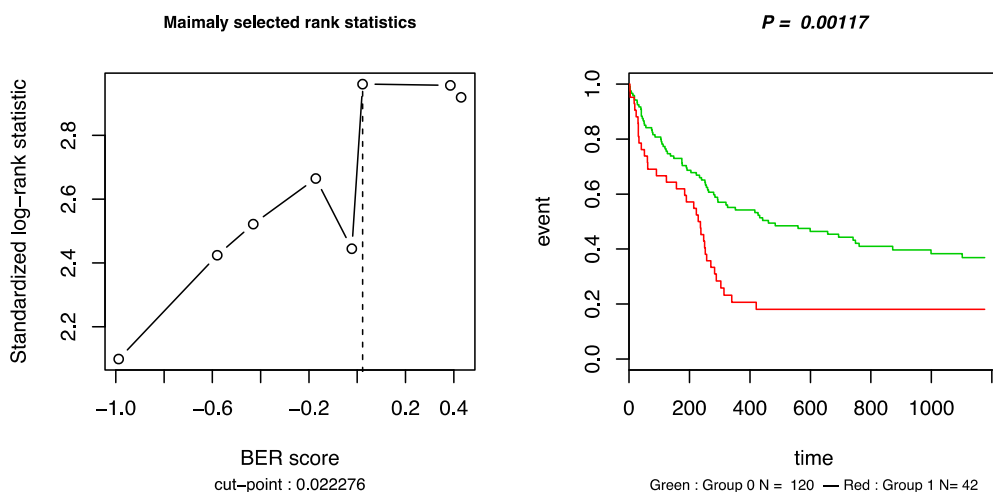 Maimaly selected rank statistics
Standardized log−rank statistic
2.8
2.6
2.4
2.2
−1.0 −0.6 −0.2 0.2 0.4
BER score
cut−point : 0.022276
P = 0.00117
event
1.0
0.8
0.6
0.4
0.2
0.0
0 200 400 600 800 1000
time
Green : Group 0 N = 120 — Red : Group 1 N= 42